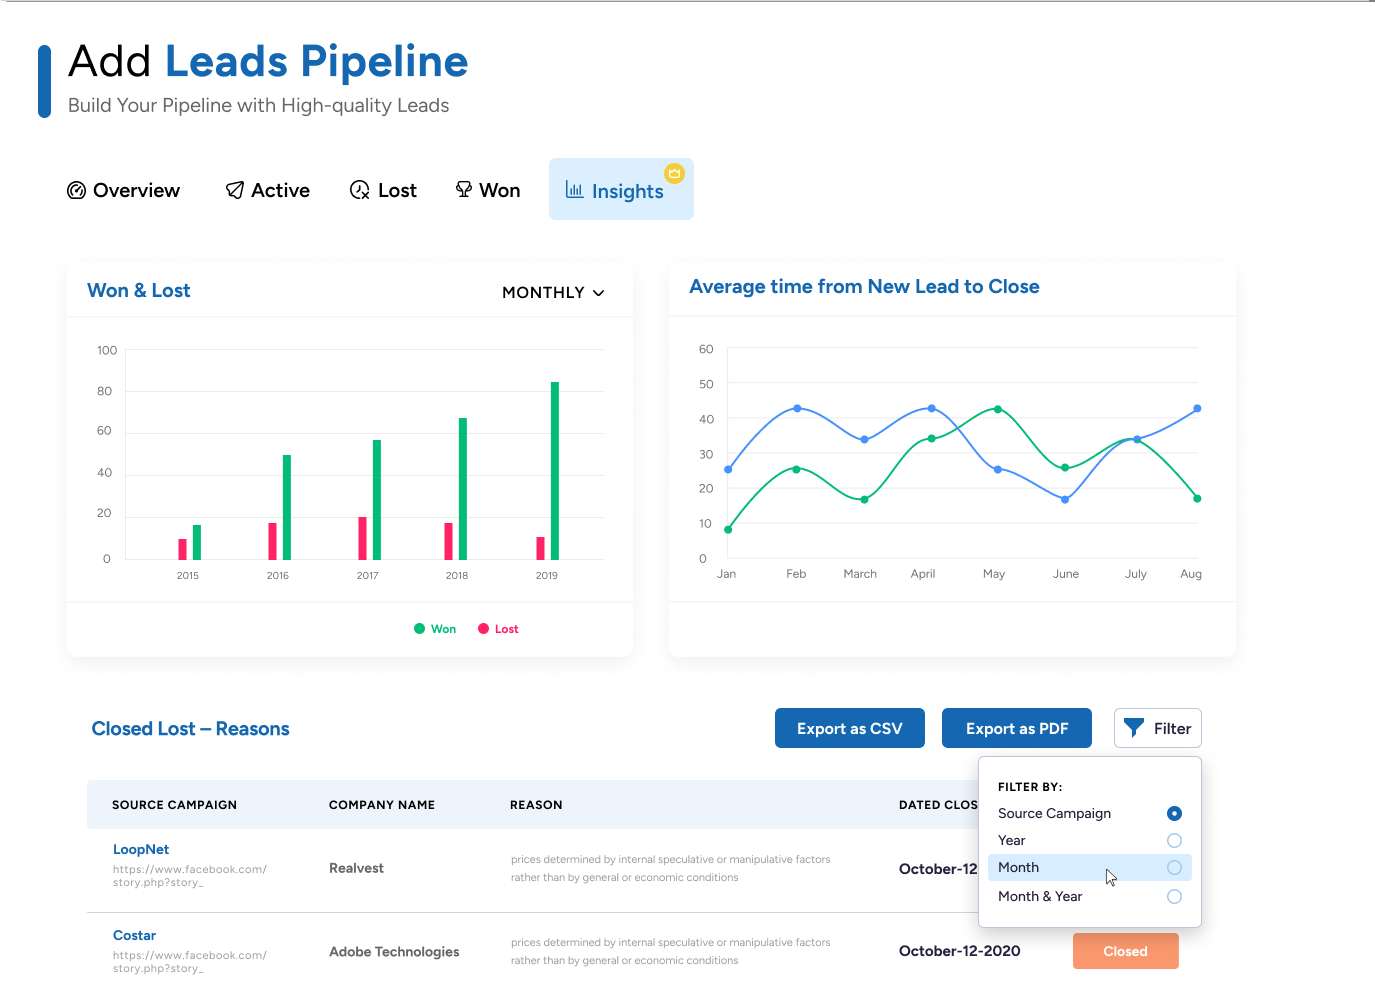 Add Leads Pipeline
Build Your Pipeline with High-quality Leads
Overview
Active
Lost
Won
Insights
Won & Lost
MONTHLY
100
80
60
40
20
0
2015
2016
2017
2018
2019
Won
Lost
Average time from New Lead to Close
60
50
40
30
20
10
0
Jan
Feb
March
April
May
June
July
Aug
Closed Lost – Reasons
Export as CSV
Export as PDF
Filter
FILTER BY:
Source Campaign
Year
Month
Month & Year
SOURCE CAMPAIGN
COMPANY NAME
REASON
DATED CLOS
LoopNet
https://www.facebook.com/
story.php?story_
Realvest
prices determined by internal speculative or manipulative factors
rather than by general or economic conditions
October-12
Costar
https://www.facebook.com/
story.php?story_
Adobe Technologies
prices determined by internal speculative or manipulative factors
rather than by general or economic conditions
October-12-2020
Closed